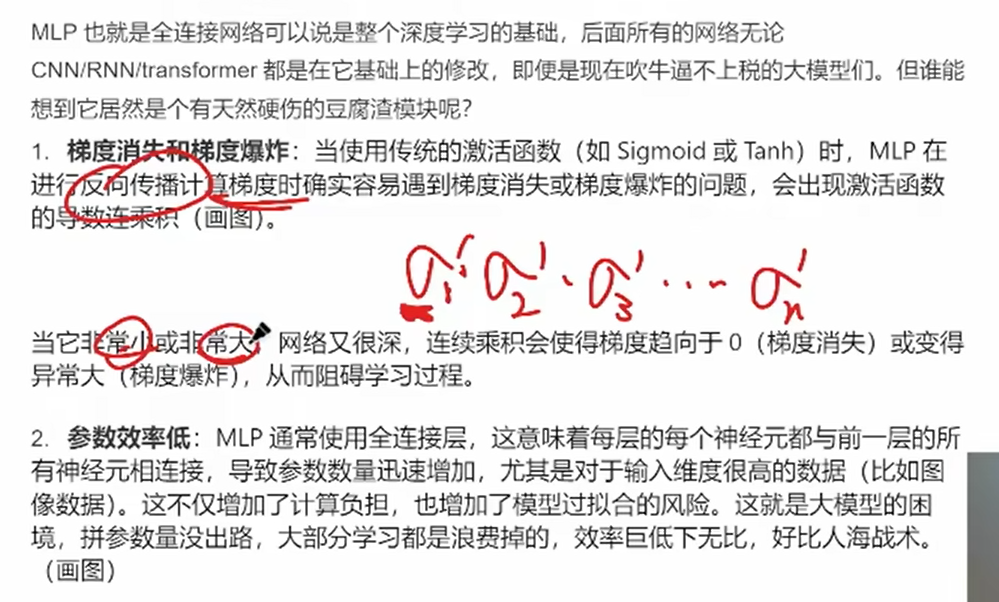 MLP 也就是全连接网络可以说是整个深度学习的基础，后面所有的网络无论
CNN/RNN/transformer 都是在它基础上的修改，即便是现在吹牛逼不上税的大模型们。但谁能
想到它居然是个有天然硬伤的豆腐渣模块呢？
1. 梯度消失和梯度爆炸：当使用传统的激活函数（如 Sigmoid 或 Tanh）时，MLP 在
进行反向传播计算梯度时确实容易遇到梯度消失或梯度爆炸的问题，会出现激活函数
的导数连乘积（画图）。
σ₁'·σ₂'·σ₃'⋯σₙ'
当它非常小或非常大，网络又很深，连续乘积会使得梯度趋向于 0（梯度消失）或变得
异常大（梯度爆炸），从而阻碍学习过程。
2. 参数效率低：MLP 通常使用全连接层，这意味着每层的每个神经元都与前一层的所
有神经元相连接，导致参数数量迅速增加，尤其是对于输入维度很高的数据（比如图
像数据）。这不仅增加了计算负担，也增加了模型过拟合的风险。这就是大模型的困
境，拼参数量没出路，大部分学习都是浪费掉的，效率巨低下无比，好比人海战术。
（画图）